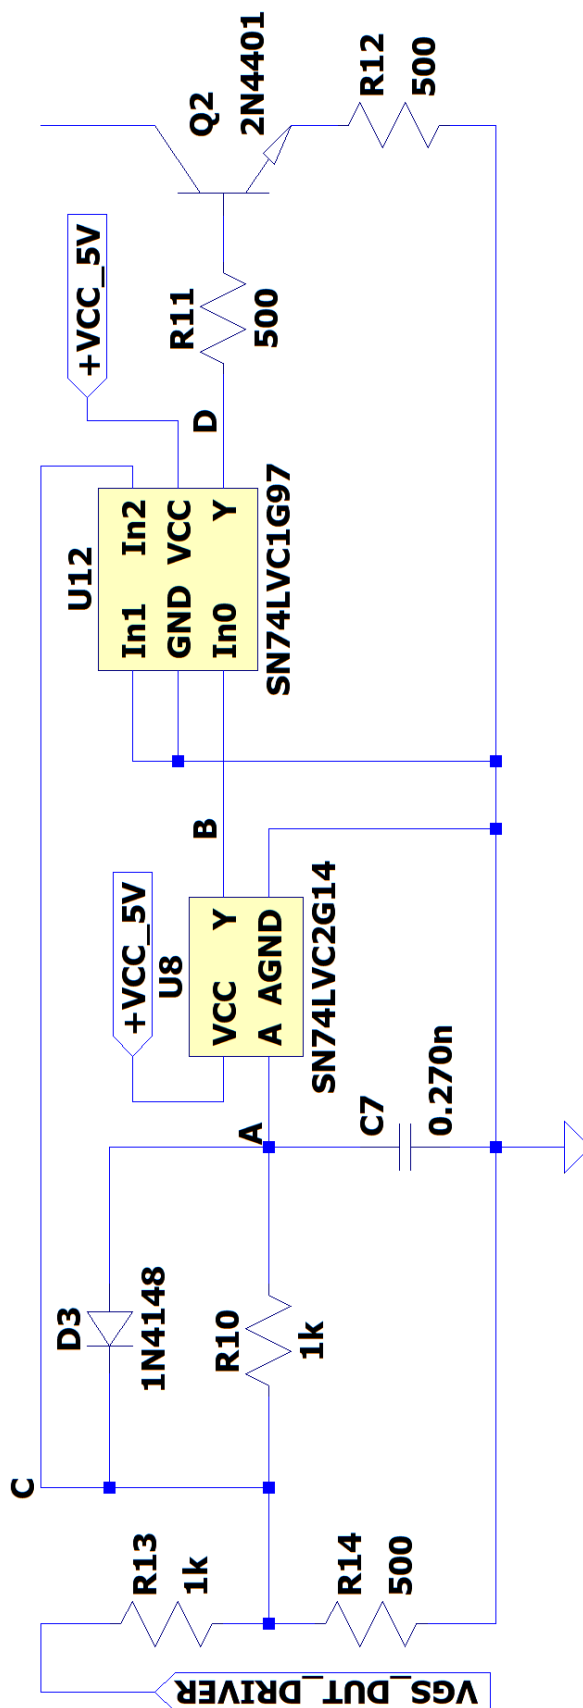 VGS_DUT_DRIVER
R13
1k
R14
500
C
D3
1N4148
R10
1k
A
C7
0.270n
+VCC_5V
U8
VCC Y
A AGND
SN74LVC2G14
B
U12
In1 In2
GND VCC
In0 Y
SN74LVC1G97
+VCC_5V
D
R11
500
Q2
2N4401
R12
500